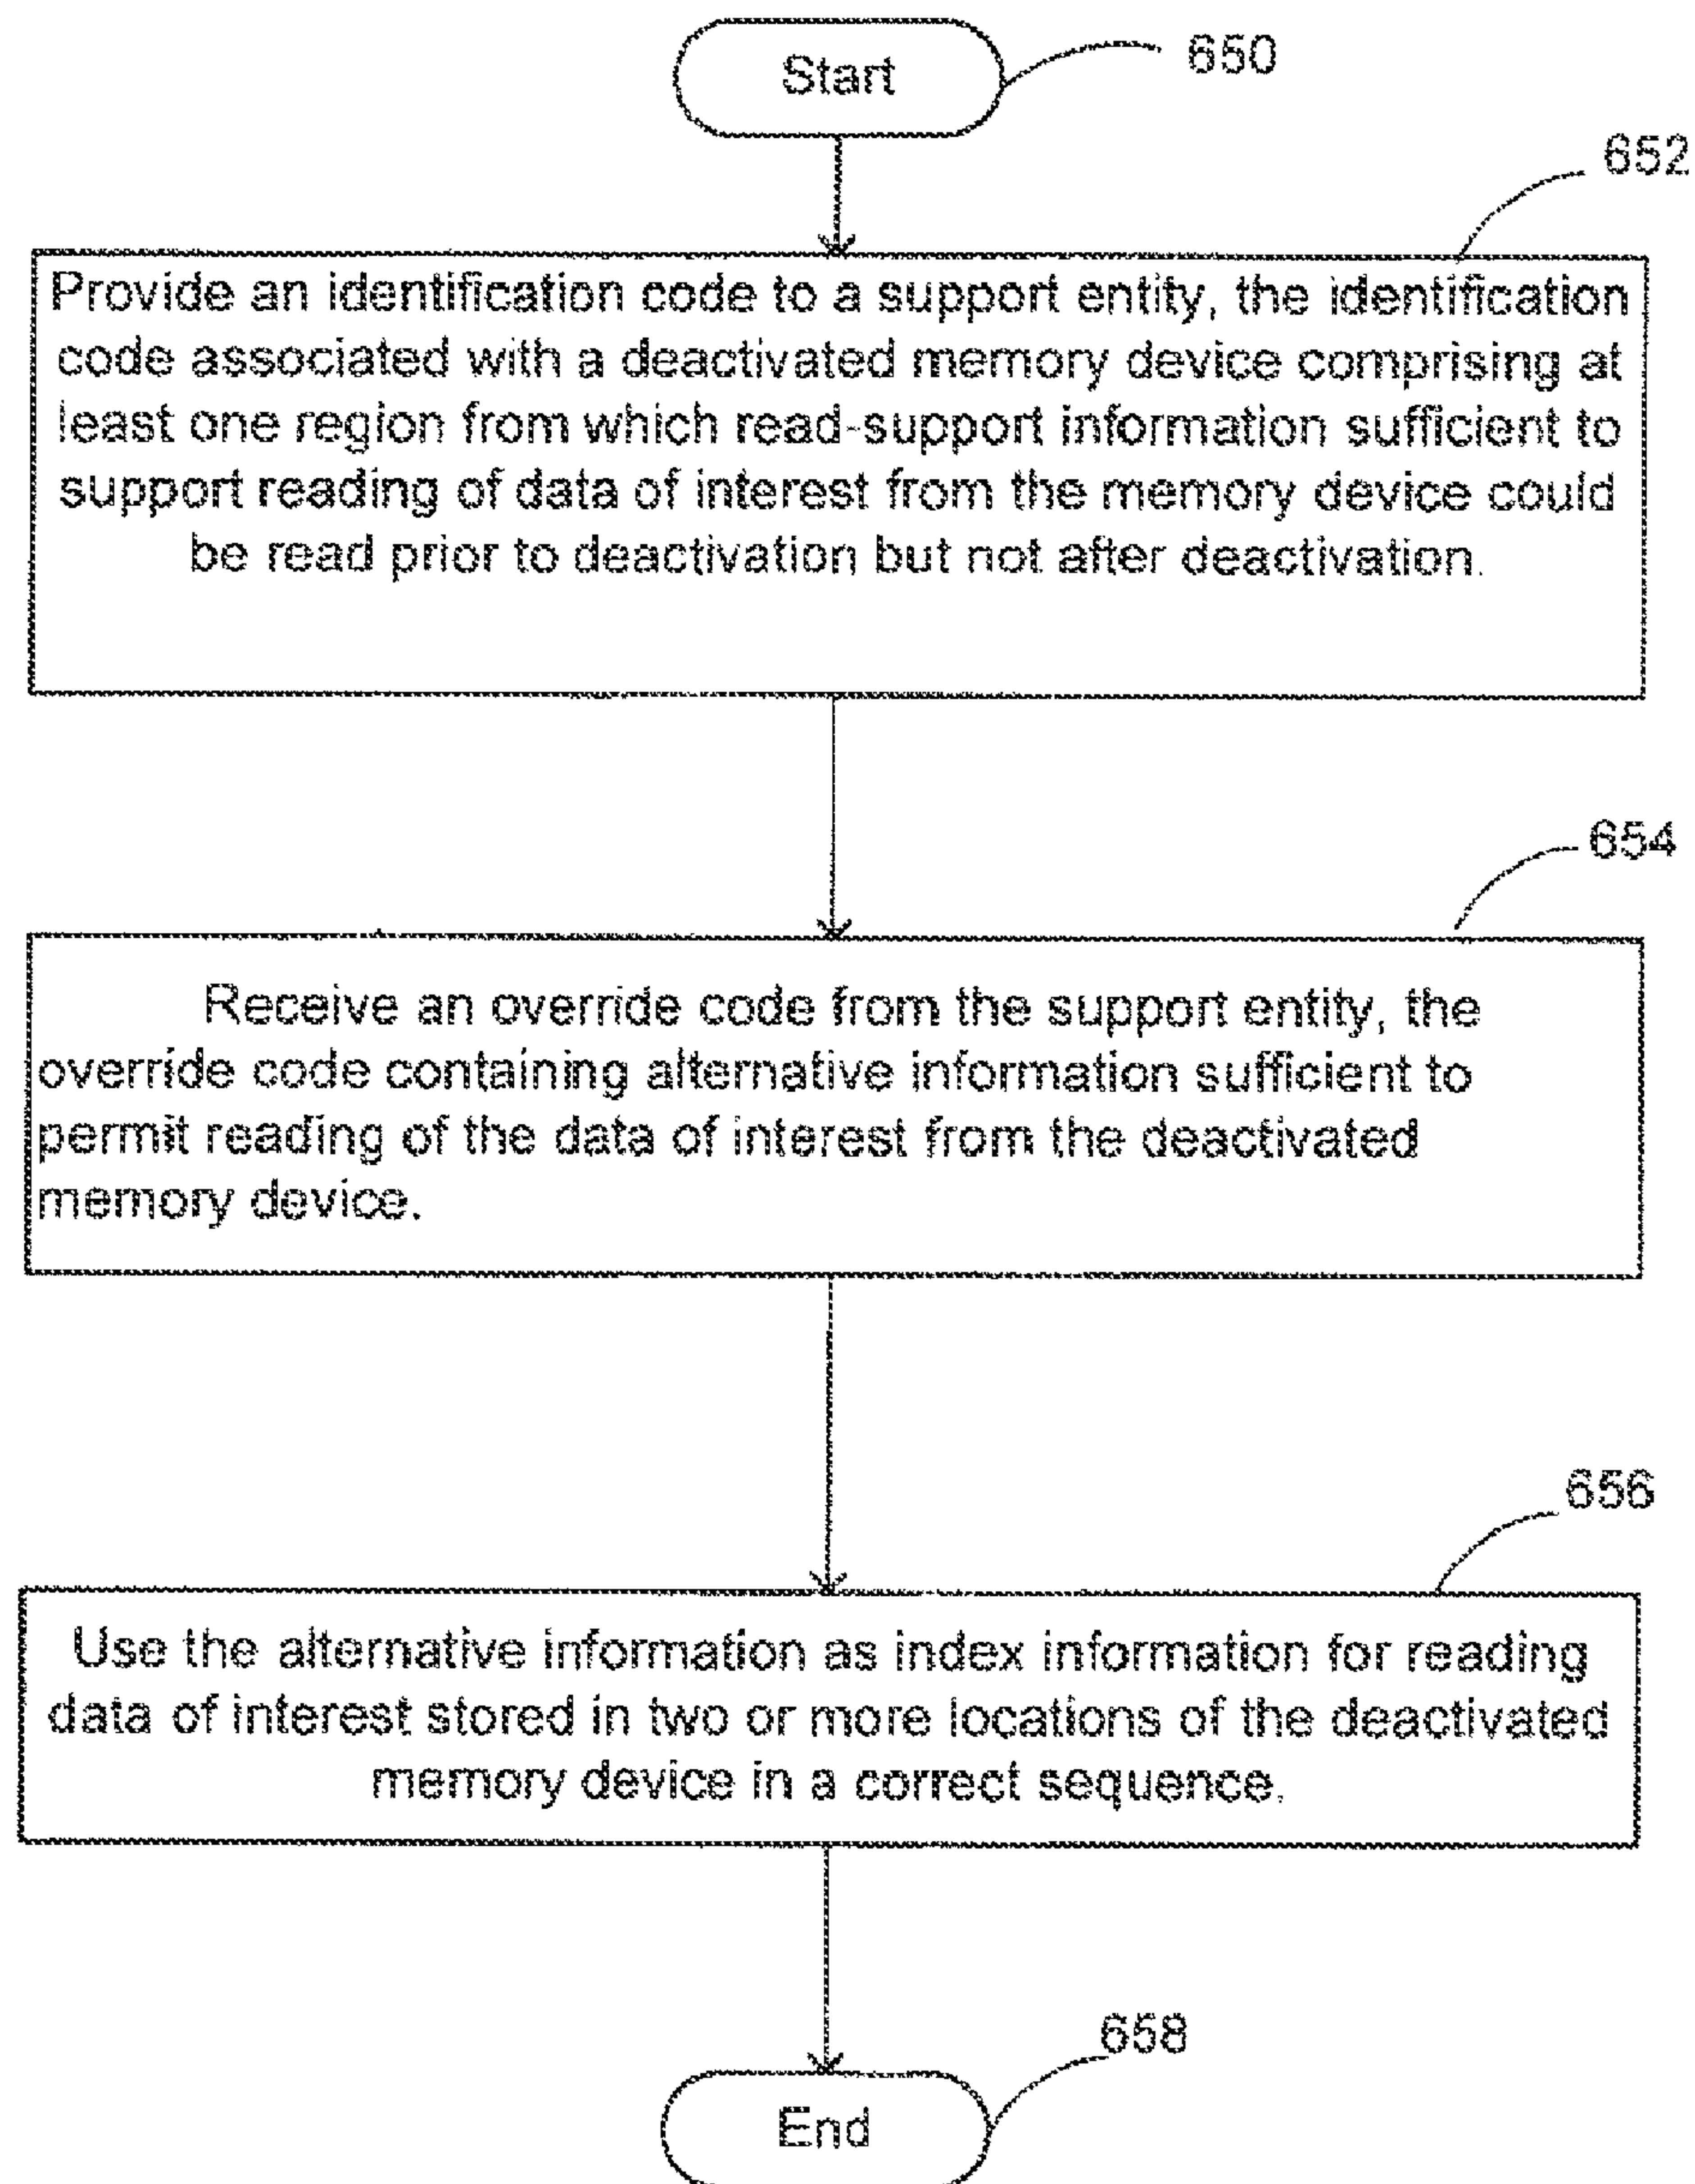 Start
650
652
Provide an identification code to a support entity, the identification
code associated with a deactivated memory device comprising at
least one region from which read-support information sufficient to
support reading of data of interest from the memory device could
be read prior to deactivation but not after deactivation.
654
Receive an override code from the support entity, the
override code containing alternative information sufficient to
permit reading of the data of interest from the deactivated
memory device.
656
Use the alternative information as index information for reading
data of interest stored in two or more locations of the deactivated
memory device in a correct sequence.
658
End